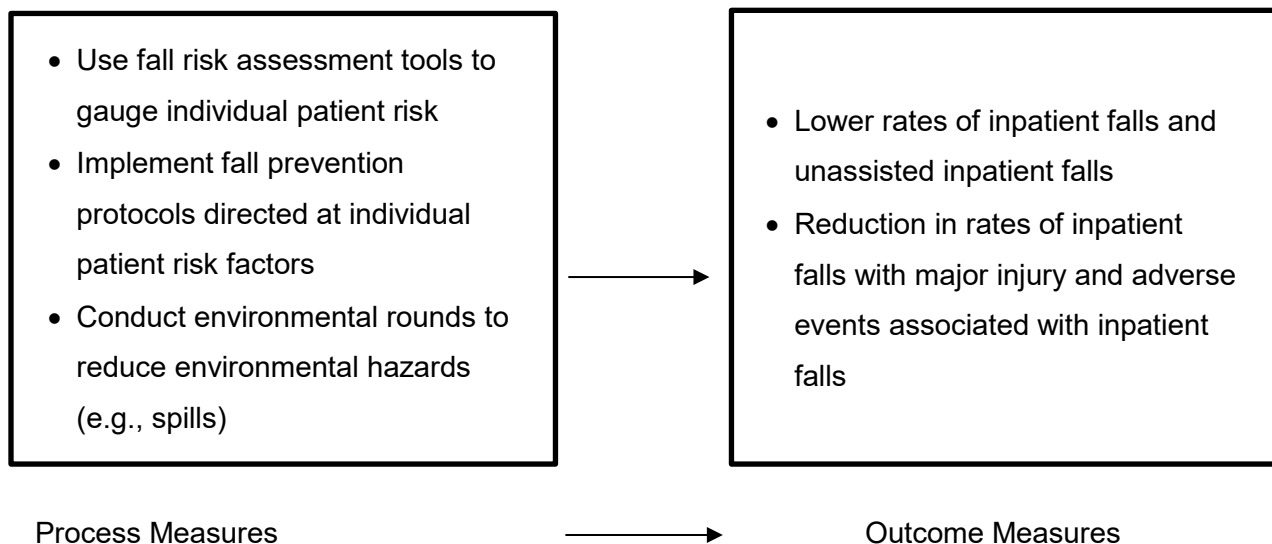 • Use fall risk assessment tools to
gauge individual patient risk
• Implement fall prevention
protocols directed at individual
patient risk factors
• Conduct environmental rounds to
reduce environmental hazards
(e.g., spills)
• Lower rates of inpatient falls and
unassisted inpatient falls
• Reduction in rates of inpatient
falls with major injury and adverse
events associated with inpatient
falls
Process Measures
Outcome Measures